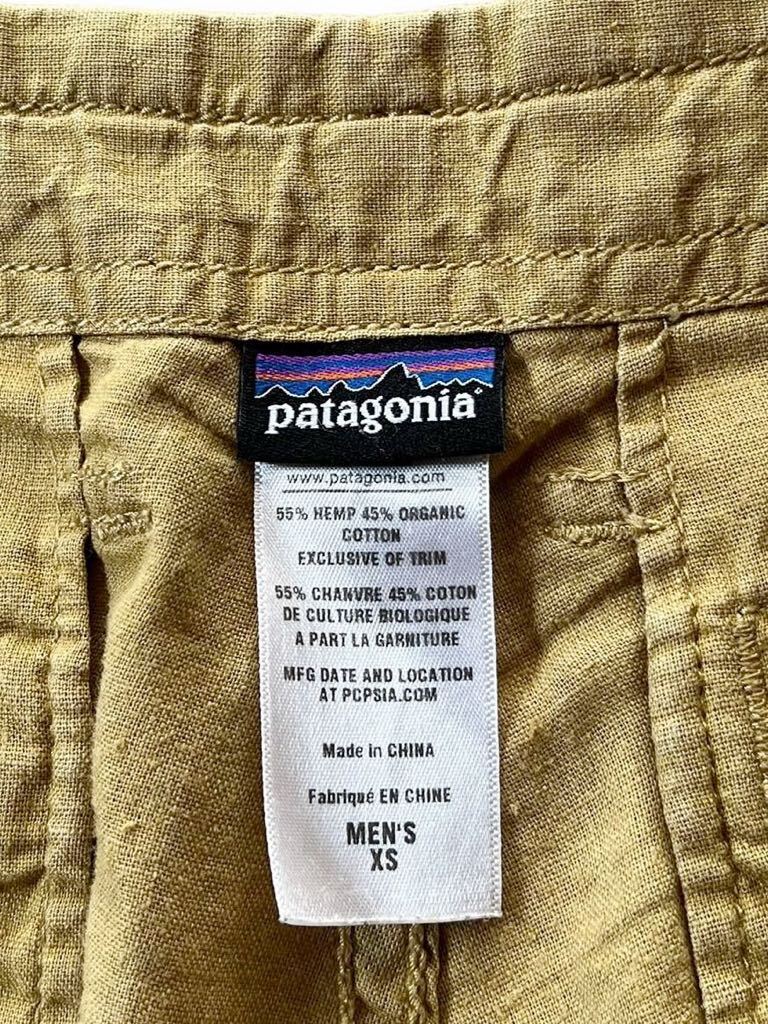 patagonia®
www.patagonia.com
55% HEMP 45% ORGANIC
COTTON
EXCLUSIVE OF TRIM
55% CHANVRE 45% COTON
DE CULTURE BIOLOGIQUE
A PART LA GARNITURE
MFG DATE AND LOCATION
AT PCPSIA.COM
Made in CHINA
Fabriqué EN CHINE
MEN'S
XS